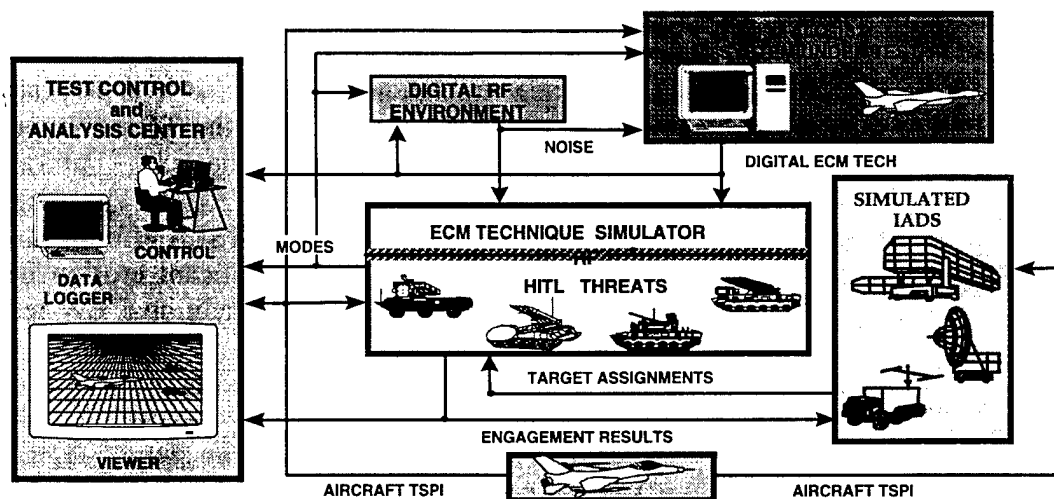 TEST CONTROL
and
ANALYSIS CENTER
CONTROL
DATA
LOGGER
VIEWER
DIGITAL RF
ENVIRONMENT
NOISE
DIGITAL ECM TECH
MODES
ECM TECHNIQUE SIMULATOR
HITL THREATS
SIMULATED
IADS
TARGET ASSIGNMENTS
ENGAGEMENT RESULTS
AIRCRAFT TSPI
AIRCRAFT TSPI